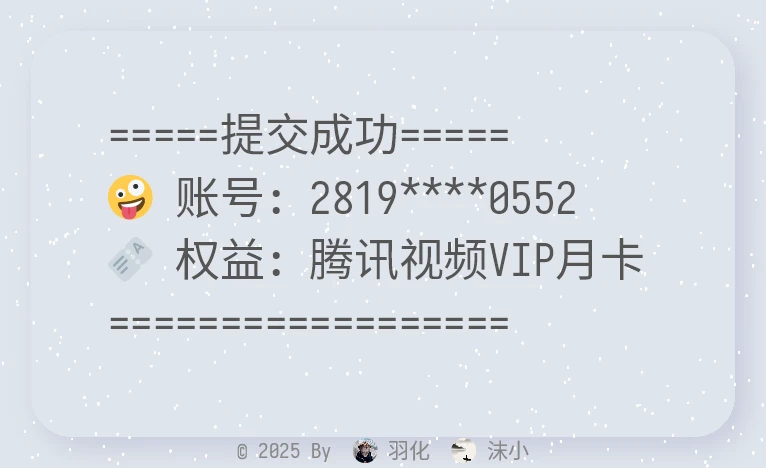 =====提交成功=====
🤪 账号: 2819****0552
🎫 权益: 腾讯视频VIP月卡
==================
© 2025 By 羽化 沫小